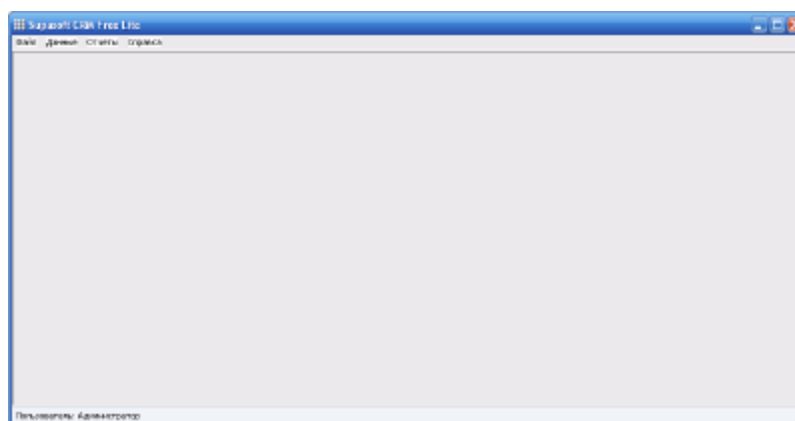 Supasoft CRM Free Lite
Файл Данные Отчеты Справка
Пользователь: Администратор